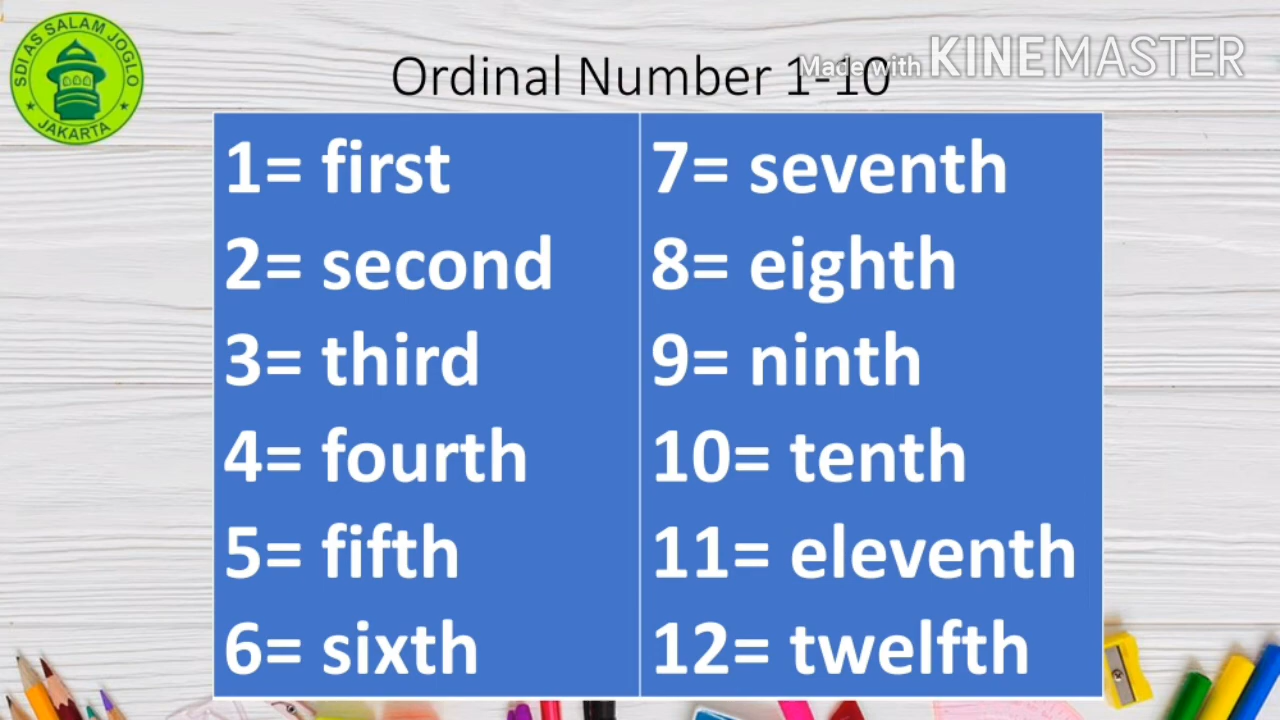 SDI AS SALAM JOGLO
JAKARTA
Ordinal Number 1-10
Made with KINEMASTER
1= first
2= second
3= third
4= fourth
5= fifth
6= sixth
7= seventh
8= eighth
9= ninth
10= tenth
11= eleventh
12= twelfth